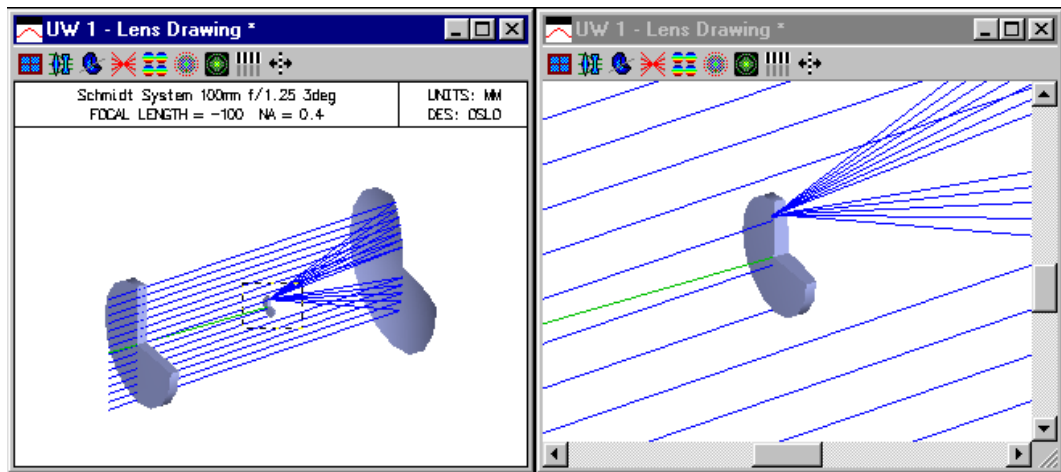 UW 1 - Lens Drawing *
Schmidt System 100mm f/1.25 3deg
FOCAL LENGTH = -100 NA = 0.4
UNITS: MM
DES: OSLO
UW 1 - Lens Drawing *